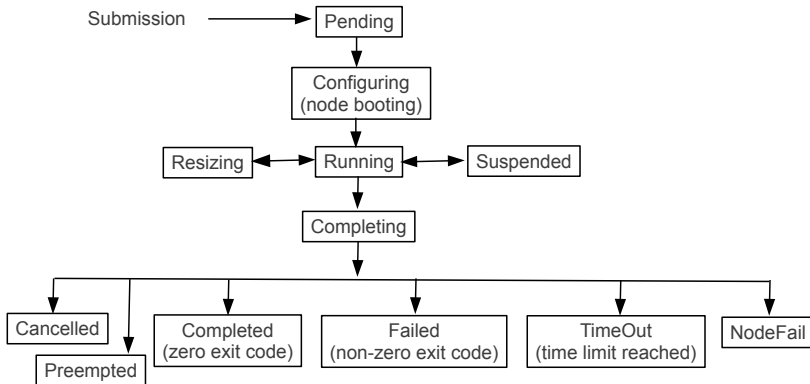 Submission
Pending
Configuring
(node booting)
Resizing
Running
Suspended
Completing
Cancelled
Preempted
Completed
(zero exit code)
Failed
(non-zero exit code)
TimeOut
(time limit reached)
NodeFail